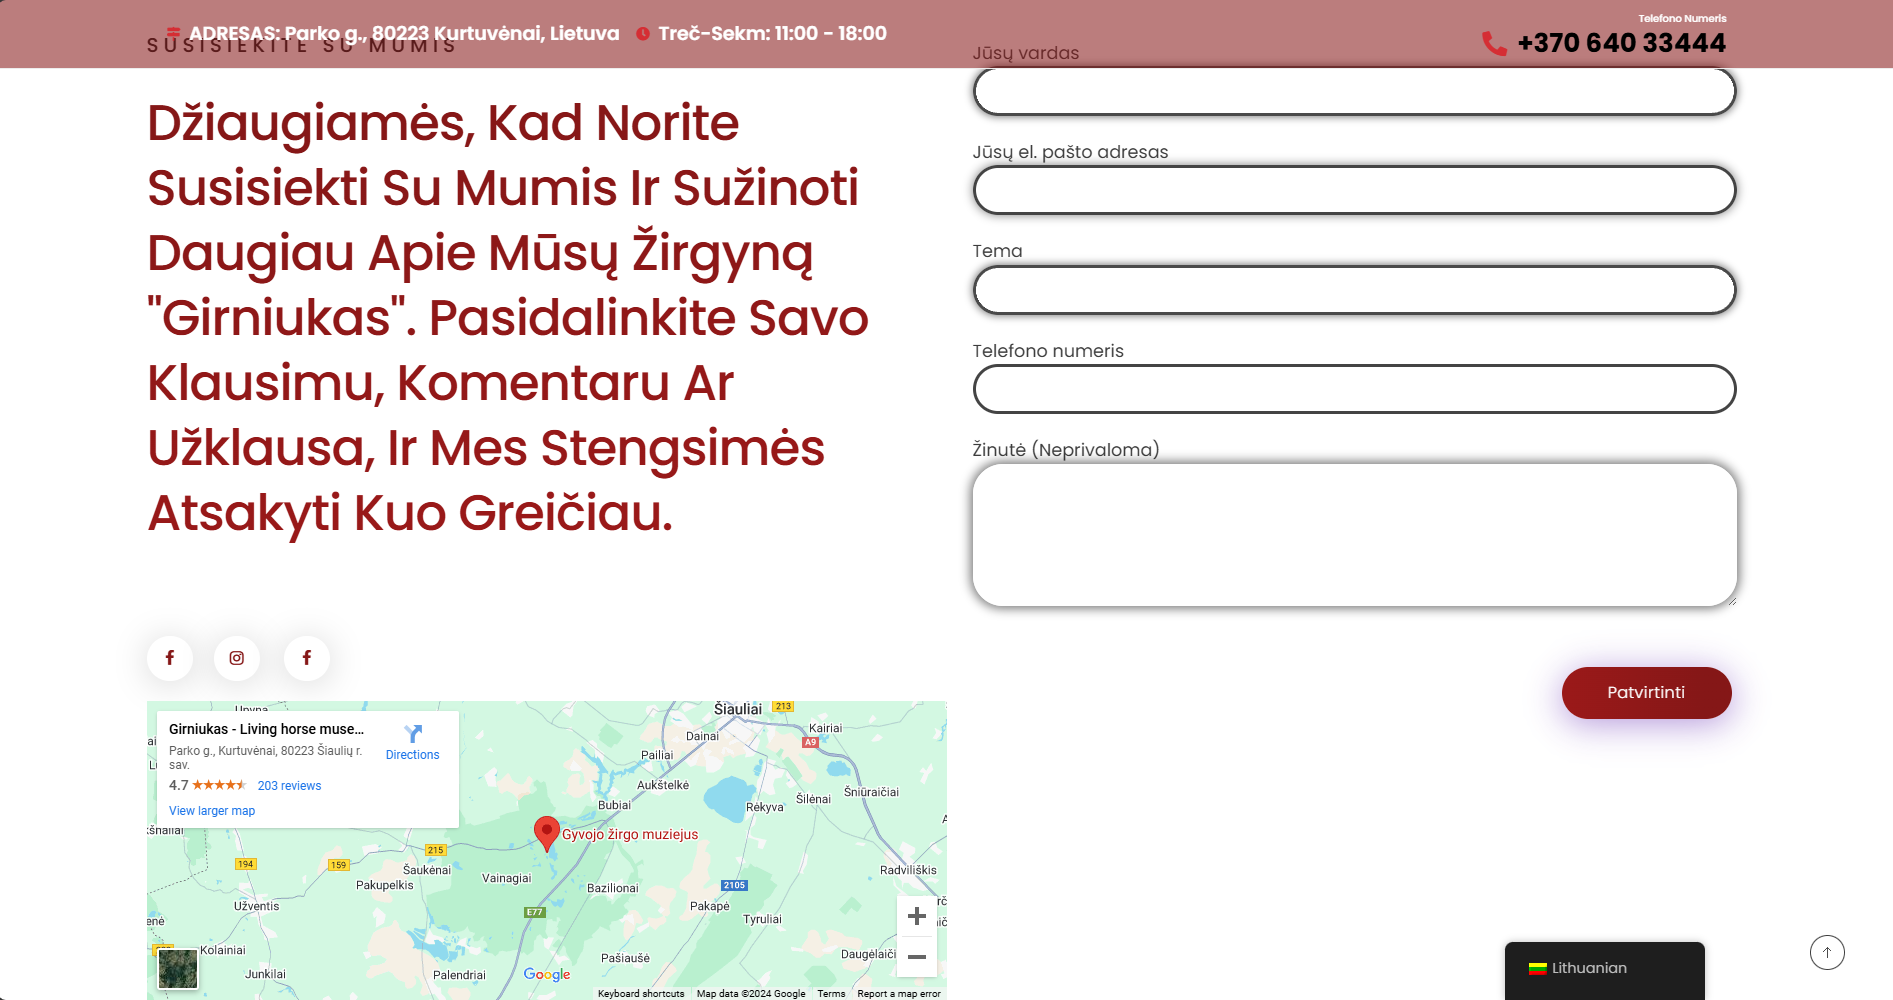 ADRESAS: Parko g., 80223 Kurtuvėnai, Lietuva
Treč-Sekm: 11:00 - 18:00
Telefono Numeris
+370 640 33444
SUSISIEKITE SU MUMIS
Džiaugiamės, Kad Norite
Susisiekti Su Mumis Ir Sužinoti
Daugiau Apie Mūsų Žirgyną
"Girniukas". Pasidalinkite Savo
Klausimu, Komentaru Ar
Užklausa, Ir Mes Stengsimės
Atsakyti Kuo Greičiau.
Jūsų vardas
Jūsų el. pašto adresas
Tema
Telefono numeris
Žinutė (Neprivaloma)
Patvirtinti
Girniukas - Living horse muse...
Parko g., Kurtuvėnai, 80223 Šiaulių r.
sav.
4.7
203 reviews
View larger map
Directions
Šiauliai
213
Kairiai
Dainai
A9
Pailiai
Aukštelkė
Bubiai
Rėkyva
Šilėnai
Šniūraičiai
Gyvojo žirgo muziejus
215
194
159
Šaukėnai
Pakupelkis
Vainagiai
Bazilionai
2105
Radviliškis
Užventis
E77
Pakapė
Tyruliai
Kolainiai
Junkilai
Palendriai
Pašiaušė
Google
Keyboard shortcuts
Map data ©2024 Google
Terms
Report a map error
Lithuanian